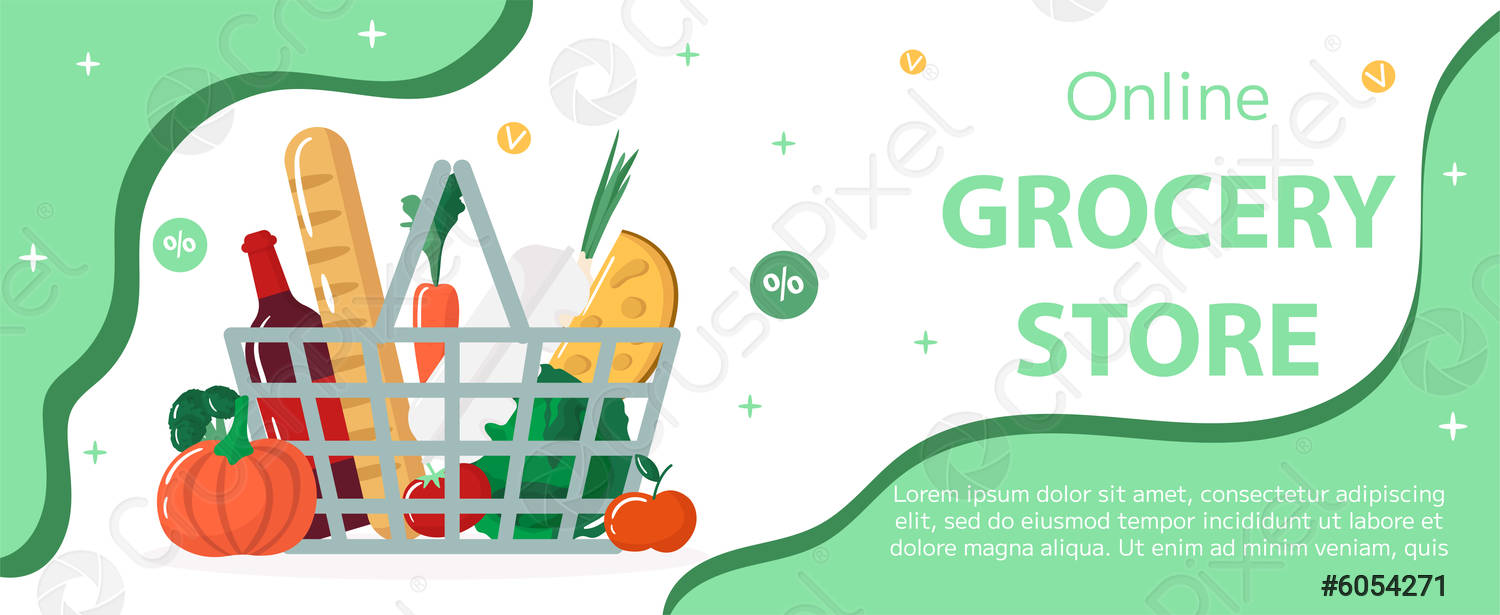 Online
GROCERY
STORE
%
%
Lorem ipsum dolor sit amet, consectetur adipiscing
elit, sed do eiusmod tempor incididunt ut labore et
dolore magna aliqua. Ut enim ad minim veniam, quis
#6054271
CrushPixel®